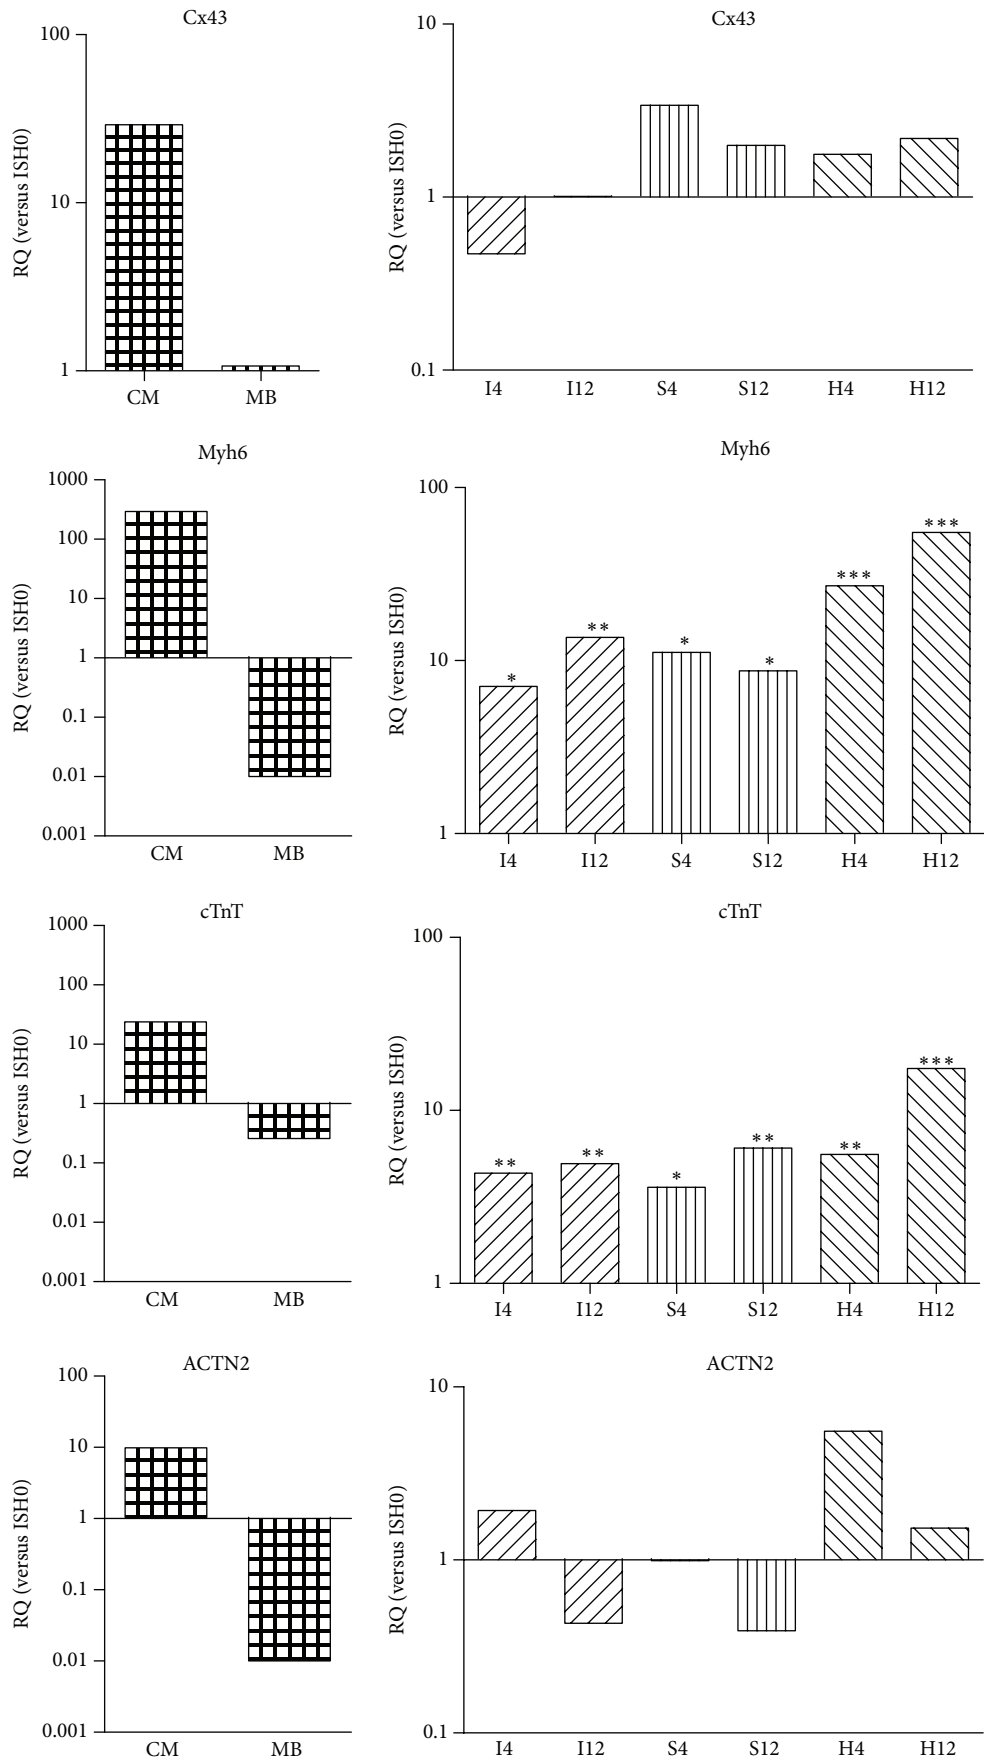 Cx43
100
10
1
RQ (versus ISH0)
CM
MB
Cx43
10
1
0.1
RQ (versus ISH0)
I4
I12
S4
S12
H4
H12
Myh6
1000
100
10
1
0.1
0.01
0.001
RQ (versus ISH0)
CM
MB
Myh6
100
10
1
RQ (versus ISH0)
*
**
*
*
***
***
I4
I12
S4
S12
H4
H12
cTnT
1000
100
10
1
0.1
0.01
0.001
RQ (versus ISH0)
CM
MB
cTnT
100
10
1
RQ (versus ISH0)
**
**
*
**
**
***
I4
I12
S4
S12
H4
H12
ACTN2
100
10
1
0.1
0.01
0.001
RQ (versus ISH0)
CM
MB
ACTN2
10
1
0.1
RQ (versus ISH0)
I4
I12
S4
S12
H4
H12